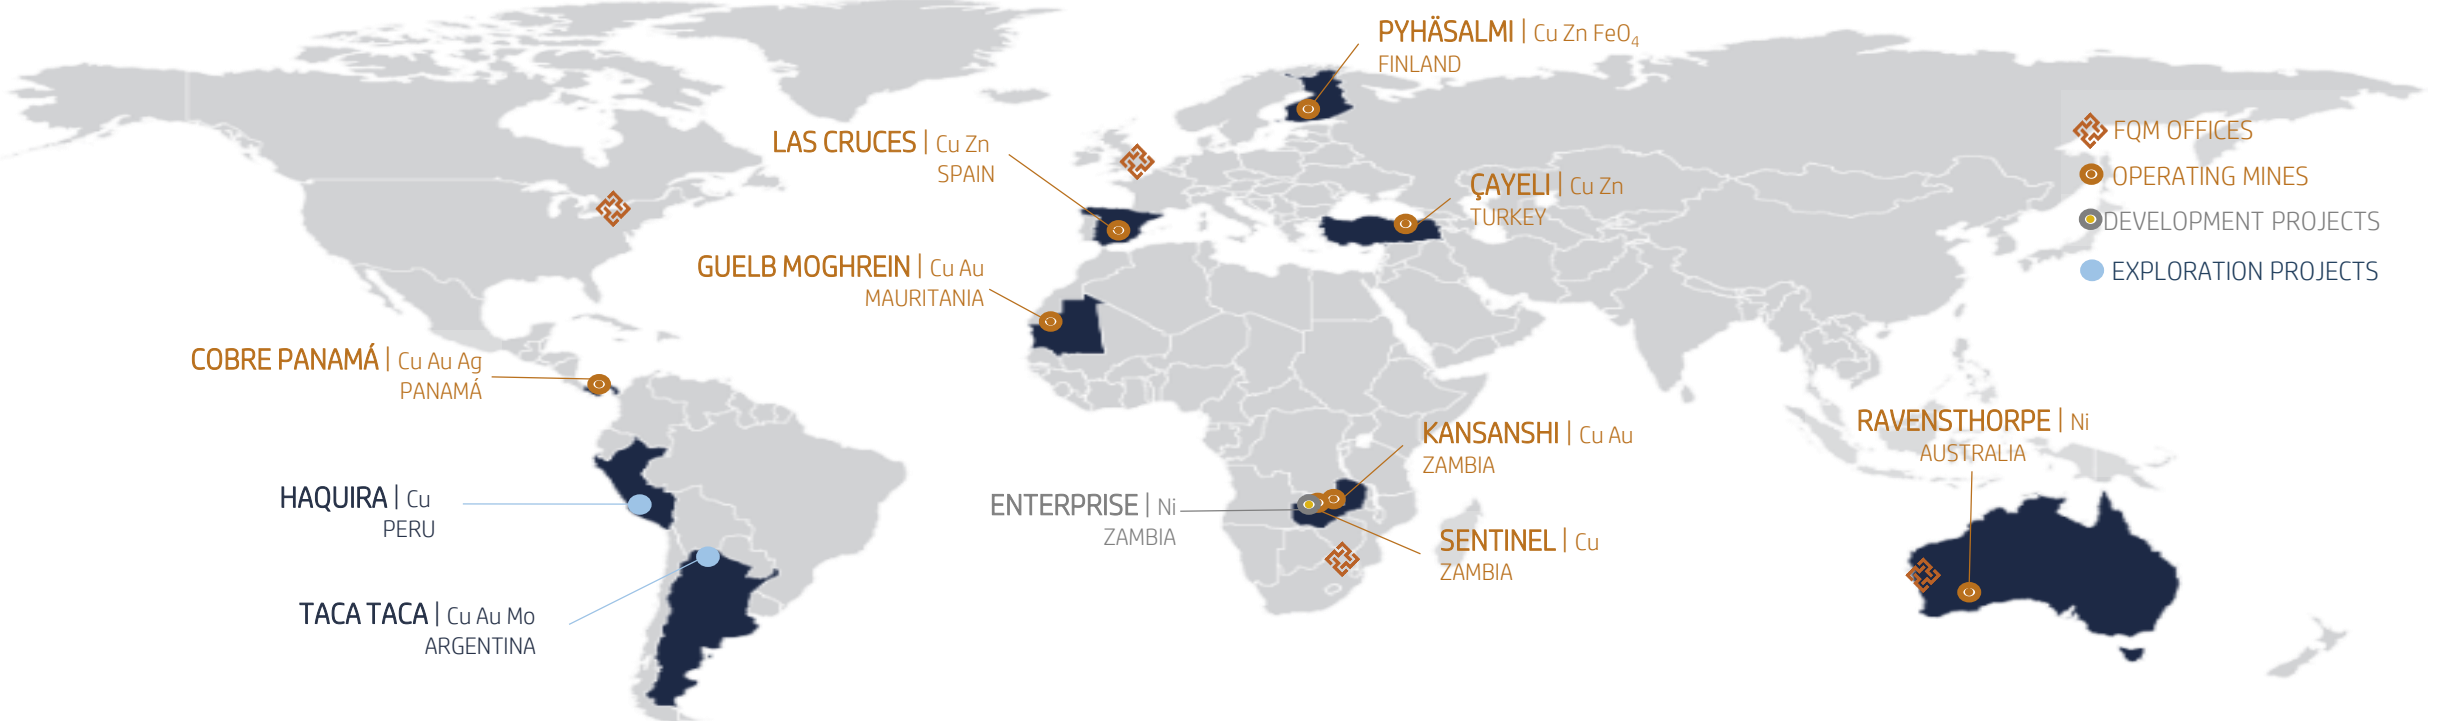 PYHÄSALMI | Cu Zn FeO₄
FINLAND
LAS CRUCES | Cu Zn
SPAIN
ÇAYELI | Cu Zn
TURKEY
GUELB MOGHREIN | Cu Au
MAURITANIA
COBRE PANAMÁ | Cu Au Ag
PANAMÁ
HAQUIRA | Cu
PERU
TACA TACA | Cu Au Mo
ARGENTINA
KANSANSHI | Cu Au
ZAMBIA
ENTERPRISE | Ni
ZAMBIA
SENTINEL | Cu
ZAMBIA
RAVENSTHORPE | Ni
AUSTRALIA
FQM OFFICES
OPERATING MINES
DEVELOPMENT PROJECTS
EXPLORATION PROJECTS